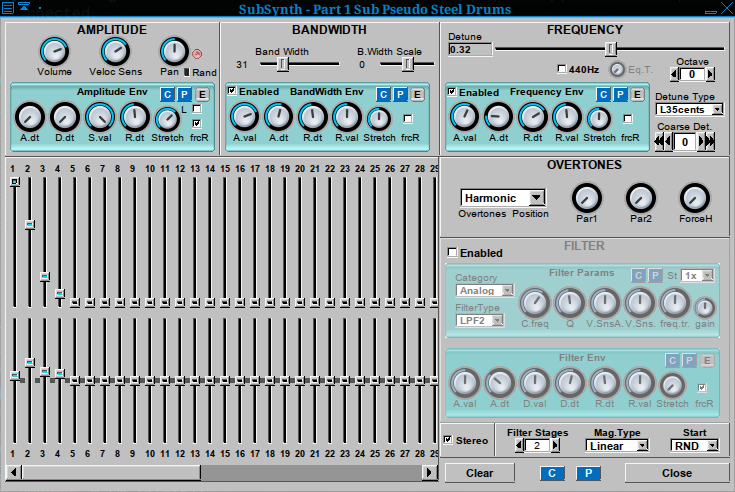 SubSynth - Part 1 Sub Pseudo Steel Drums
AMPLITUDE
Volume Veloc Sens Pan Rand
Amplitude Env C P E
A.dt D.dt S.val R.dt Stretch L frcR
BANDWIDTH
Band Width B.Width Scale
31 0
Enabled BandWidth Env C P E
A.val A.dt R.dt R.val Stretch frcR
FREQUENCY
Detune
0.32
440Hz Eq.T. Octave
0
Enabled Frequency Env C P E
A.val A.dt R.dt R.val Stretch frcR
Detune Type
L35cents
Coarse Det.
0
1 2 3 4 5 6 7 8 9 10 11 12 13 14 15 16 17 18 19 20 21 22 23 24 25 26 27 28 29
1 2 3 4 5 6 7 8 9 10 11 12 13 14 15 16 17 18 19 20 21 22 23 24 25 26 27 28 29
OVERTONES
Harmonic
Overtones Position Par1 Par2 ForceH
FILTER
Enabled
Filter Params C P St 1x
Category
Analog
FilterType
LPF2
C.freq Q V.SnsA. V.Sns. freq.tr. gain
Filter Env C P E
A.val A.dt D.val D.dt R.dt R.val Stretch frcR
Stereo
Filter Stages Mag.Type Start
2 Linear RND
Clear C P Close